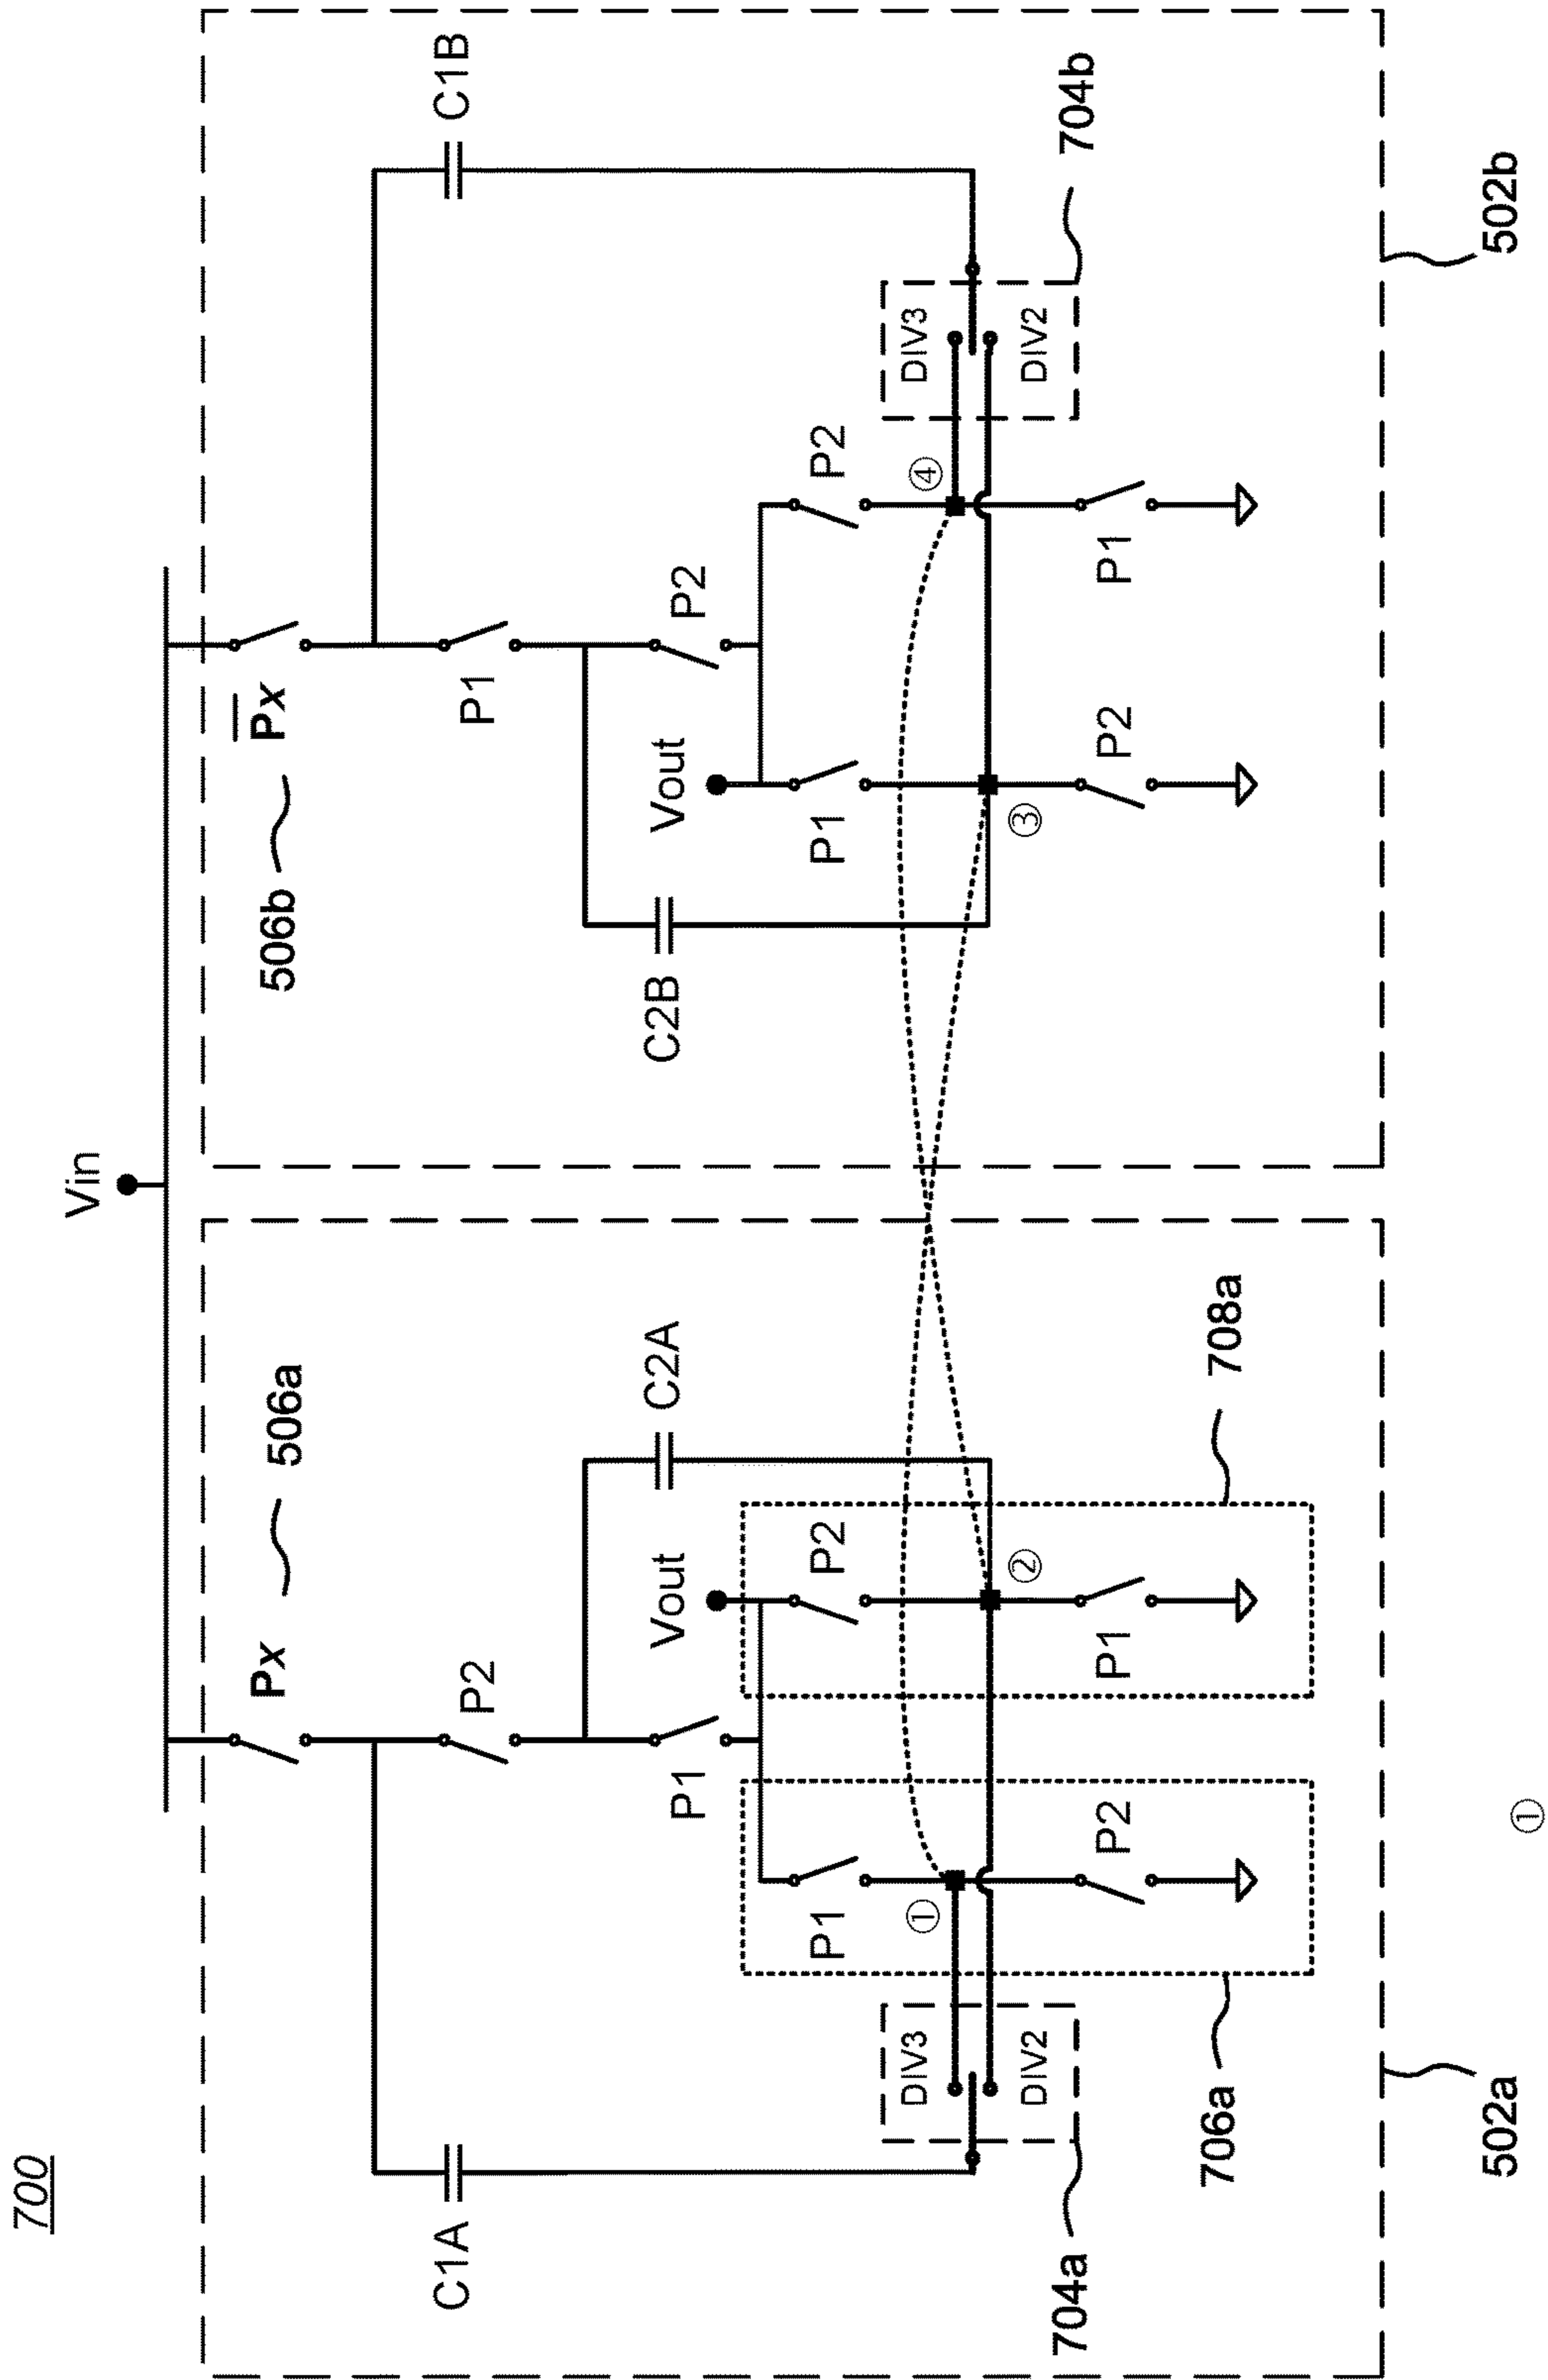 700
Vin
Px
506a
506b
P̅x̅
C1A
P2
P1
C1B
P1
Vout
C2A
C2B
Vout
P2
P1
P2
P1
P2
DIV3
①
④
DIV3
DIV2
②
③
DIV2
704a
P2
P1
P2
P1
704b
706a
708a
502a
①
502b